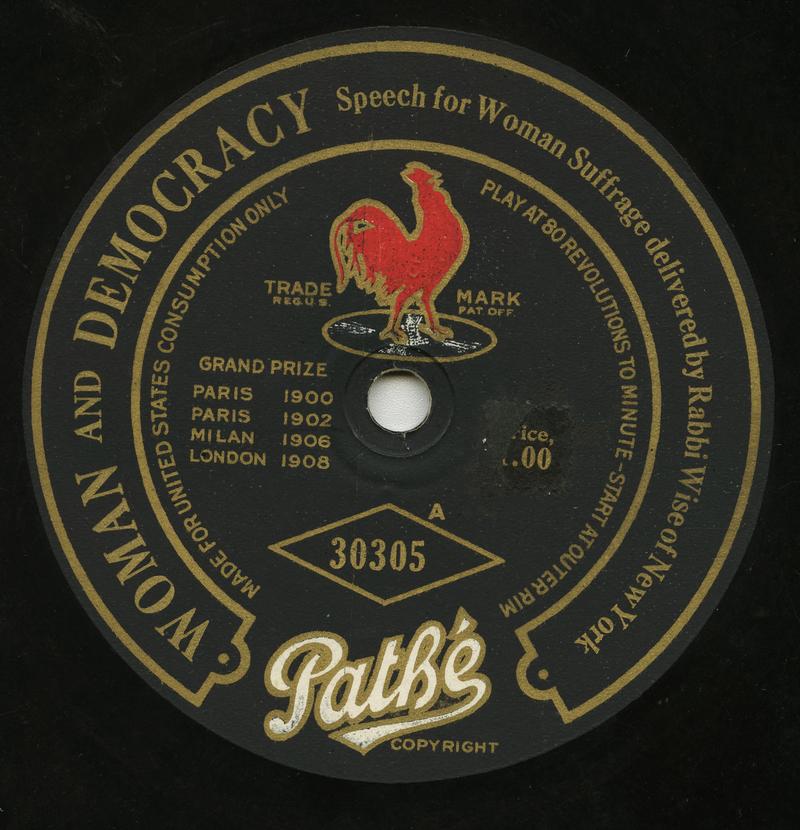 WOMAN AND DEMOCRACY Speech for Woman Suffrage delivered by Rabbi Wise of New York
MADE FOR UNITED STATES CONSUMPTION ONLY
PLAY AT 80 REVOLUTIONS TO MINUTE - START AT OUTER RIM
TRADE MARK
REG. U.S. PAT. OFF.
GRAND PRIZE
PARIS 1900
PARIS 1902
MILAN 1906
LONDON 1908
.00
A
30305
Pathé
COPYRIGHT